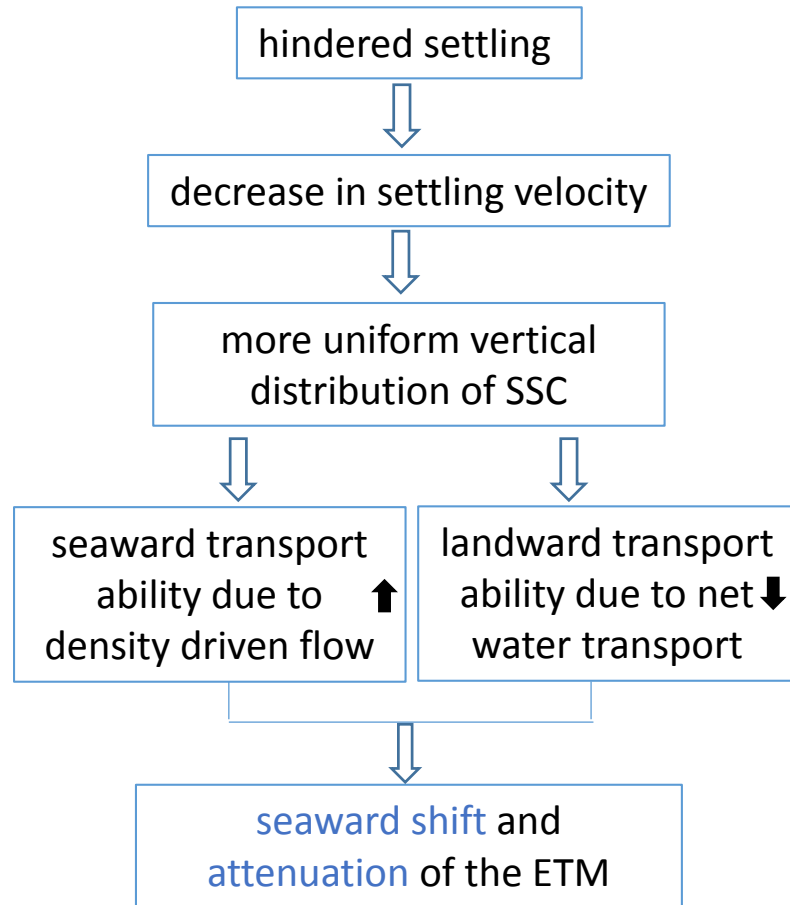 hindered settling
decrease in settling velocity
more uniform vertical
distribution of SSC
seaward transport
ability due to
density driven flow
landward transport
ability due to net
water transport
seaward shift and
attenuation of the ETM